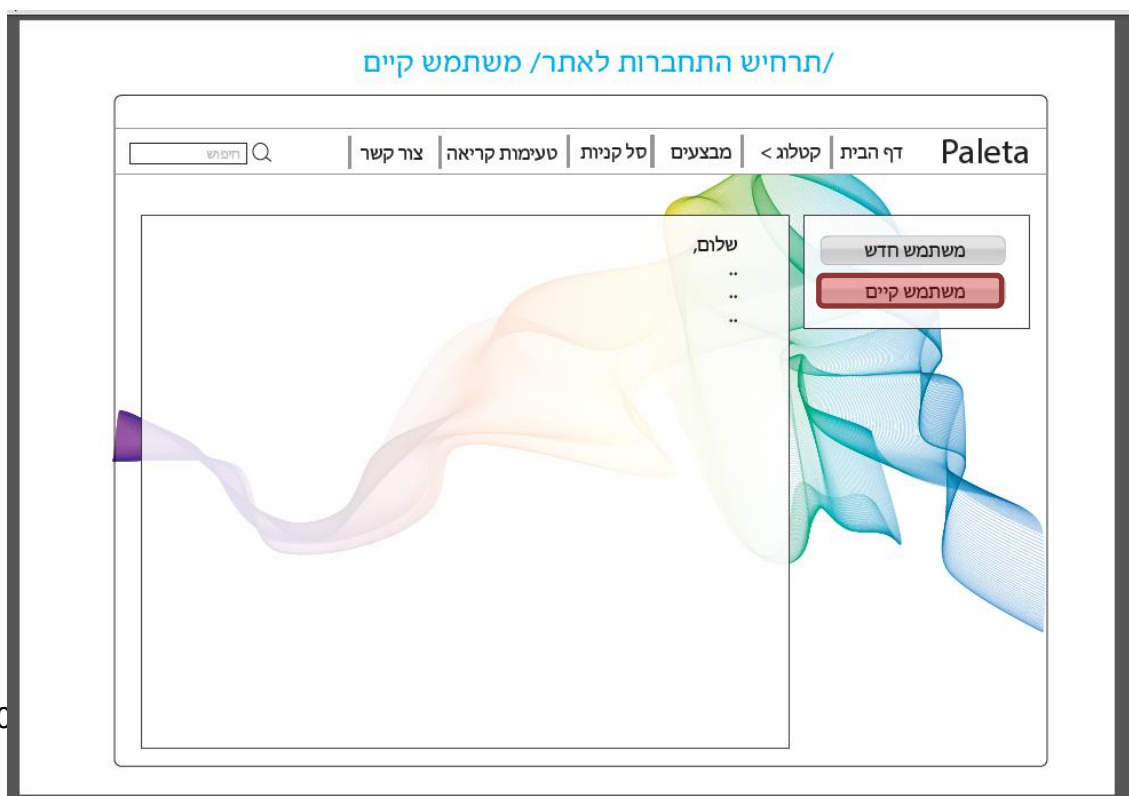 /תרחיש התחברות לאתר/ משתמש קיים
Paleta דף הבית | קטלוג > | מבצעים | סל קניות | טעימות קריאה | צור קשר | חיפוש
משתמש חדש
משתמש קיים
שלום,
..
..
..